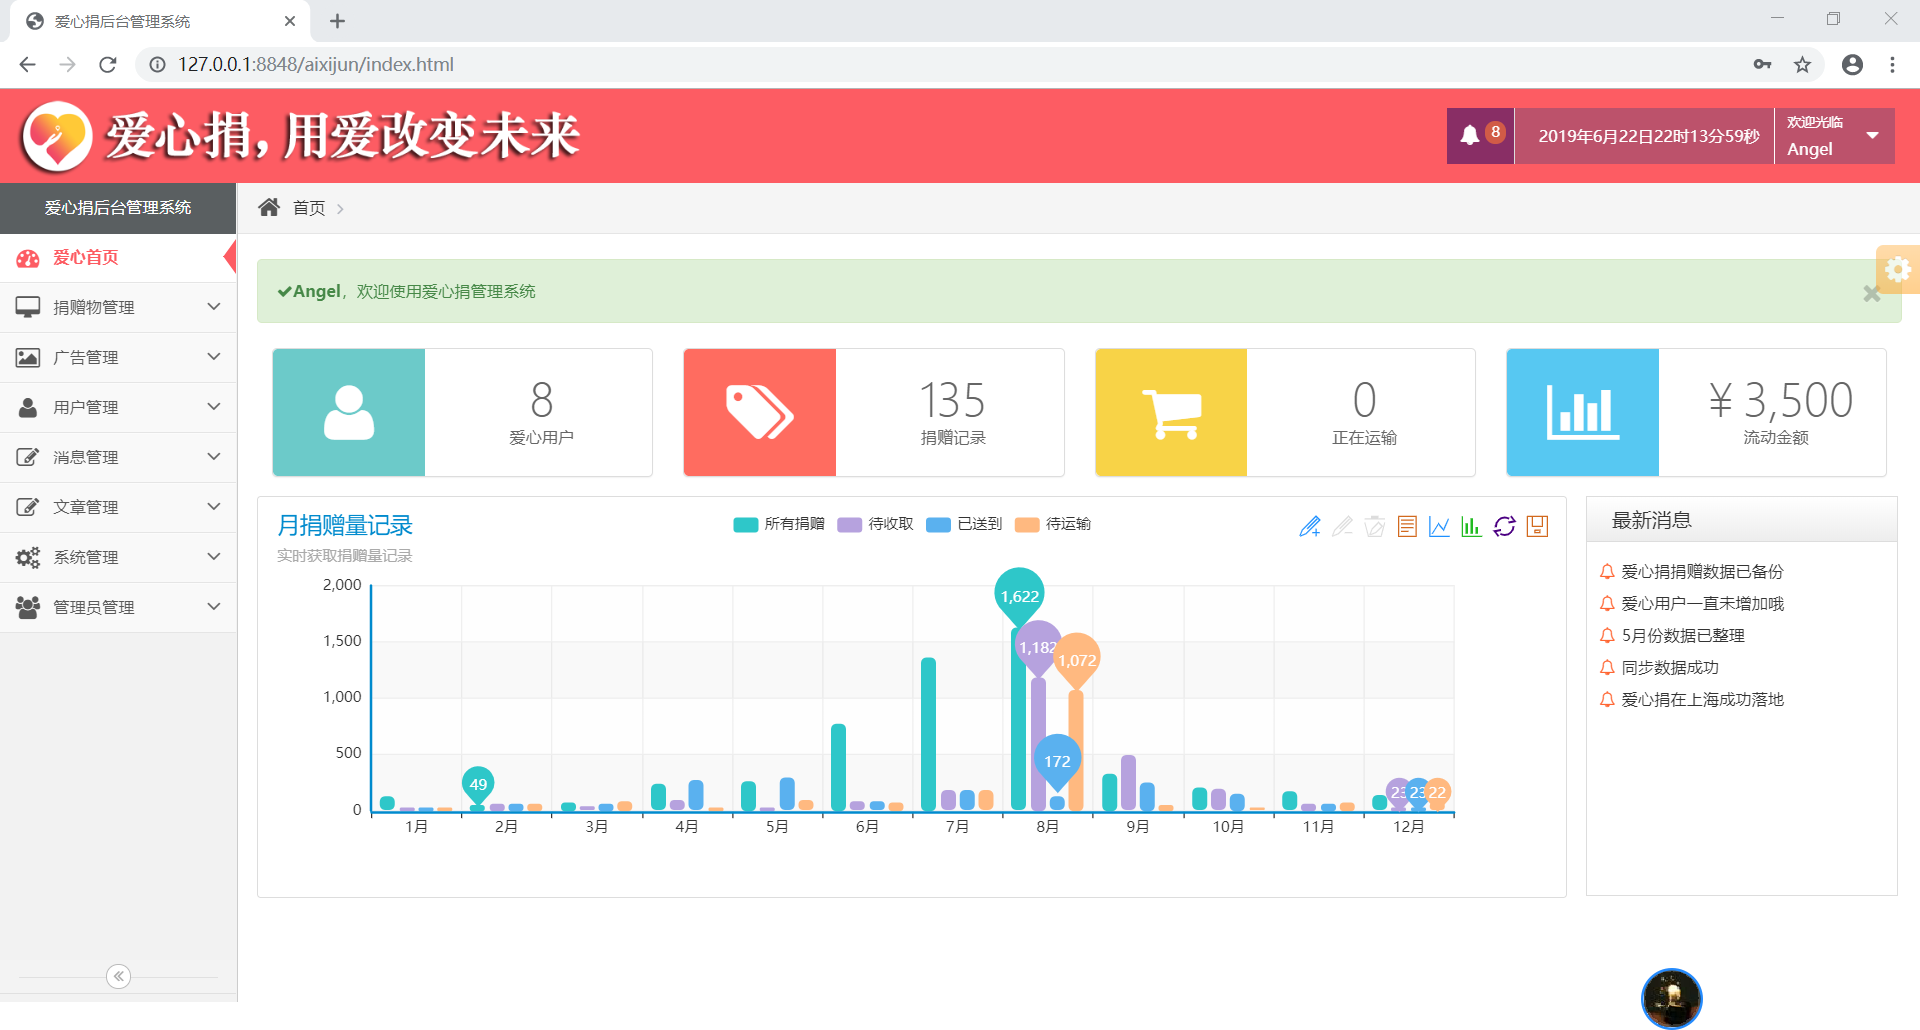 爱心捐后台管理系统
127.0.0.1:8848/aixijun/index.html
爱心捐,用爱改变未来
8
2019年6月22日22时13分59秒
欢迎光临
Angel
爱心捐后台管理系统
首页
爱心首页
捐赠物管理
广告管理
用户管理
消息管理
文章管理
系统管理
管理员管理
Angel，欢迎使用爱心捐管理系统
8
爱心用户
135
捐赠记录
0
正在运输
¥ 3,500
流动金额
月捐赠量记录
实时获取捐赠量记录
所有捐赠 待收取 已送到 待运输
2,000
1,500
1,000
500
0
1,622
1,182
1,072
172
49
23 23 22
1月 2月 3月 4月 5月 6月 7月 8月 9月 10月 11月 12月
最新消息
爱心捐捐赠数据已备份
爱心用户一直未增加哦
5月份数据已整理
同步数据成功
爱心捐在上海成功落地